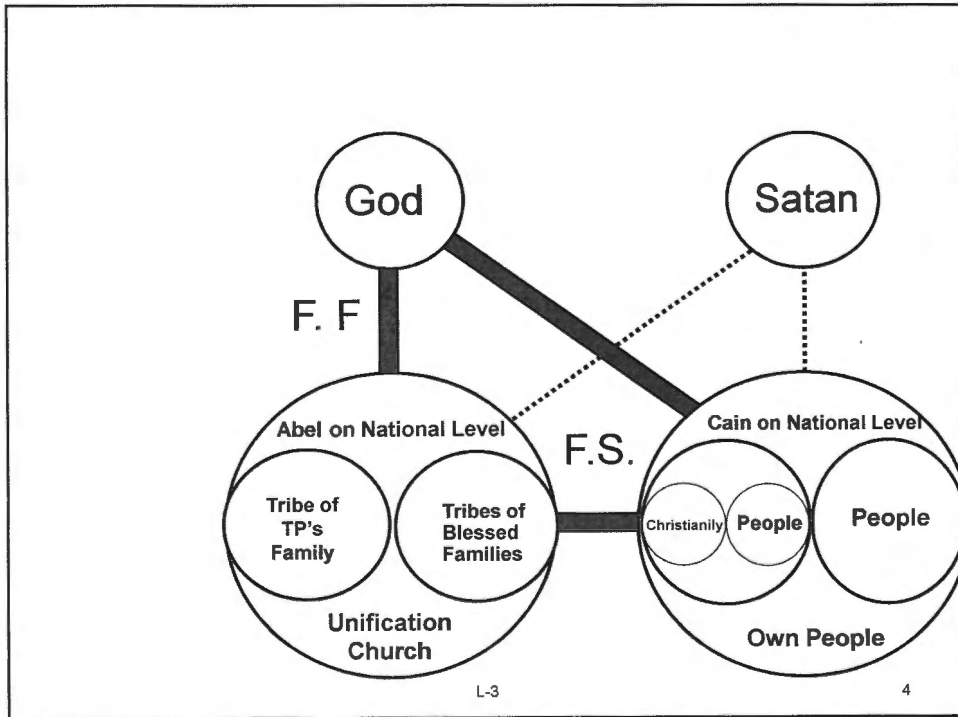 God
Satan
F. F
Abel on National Level
Cain on National Level
F.S.
Tribe of
TP's
Family
Tribes of
Blessed
Families
Christianily
People
People
Unification
Church
Own People
L-3
4